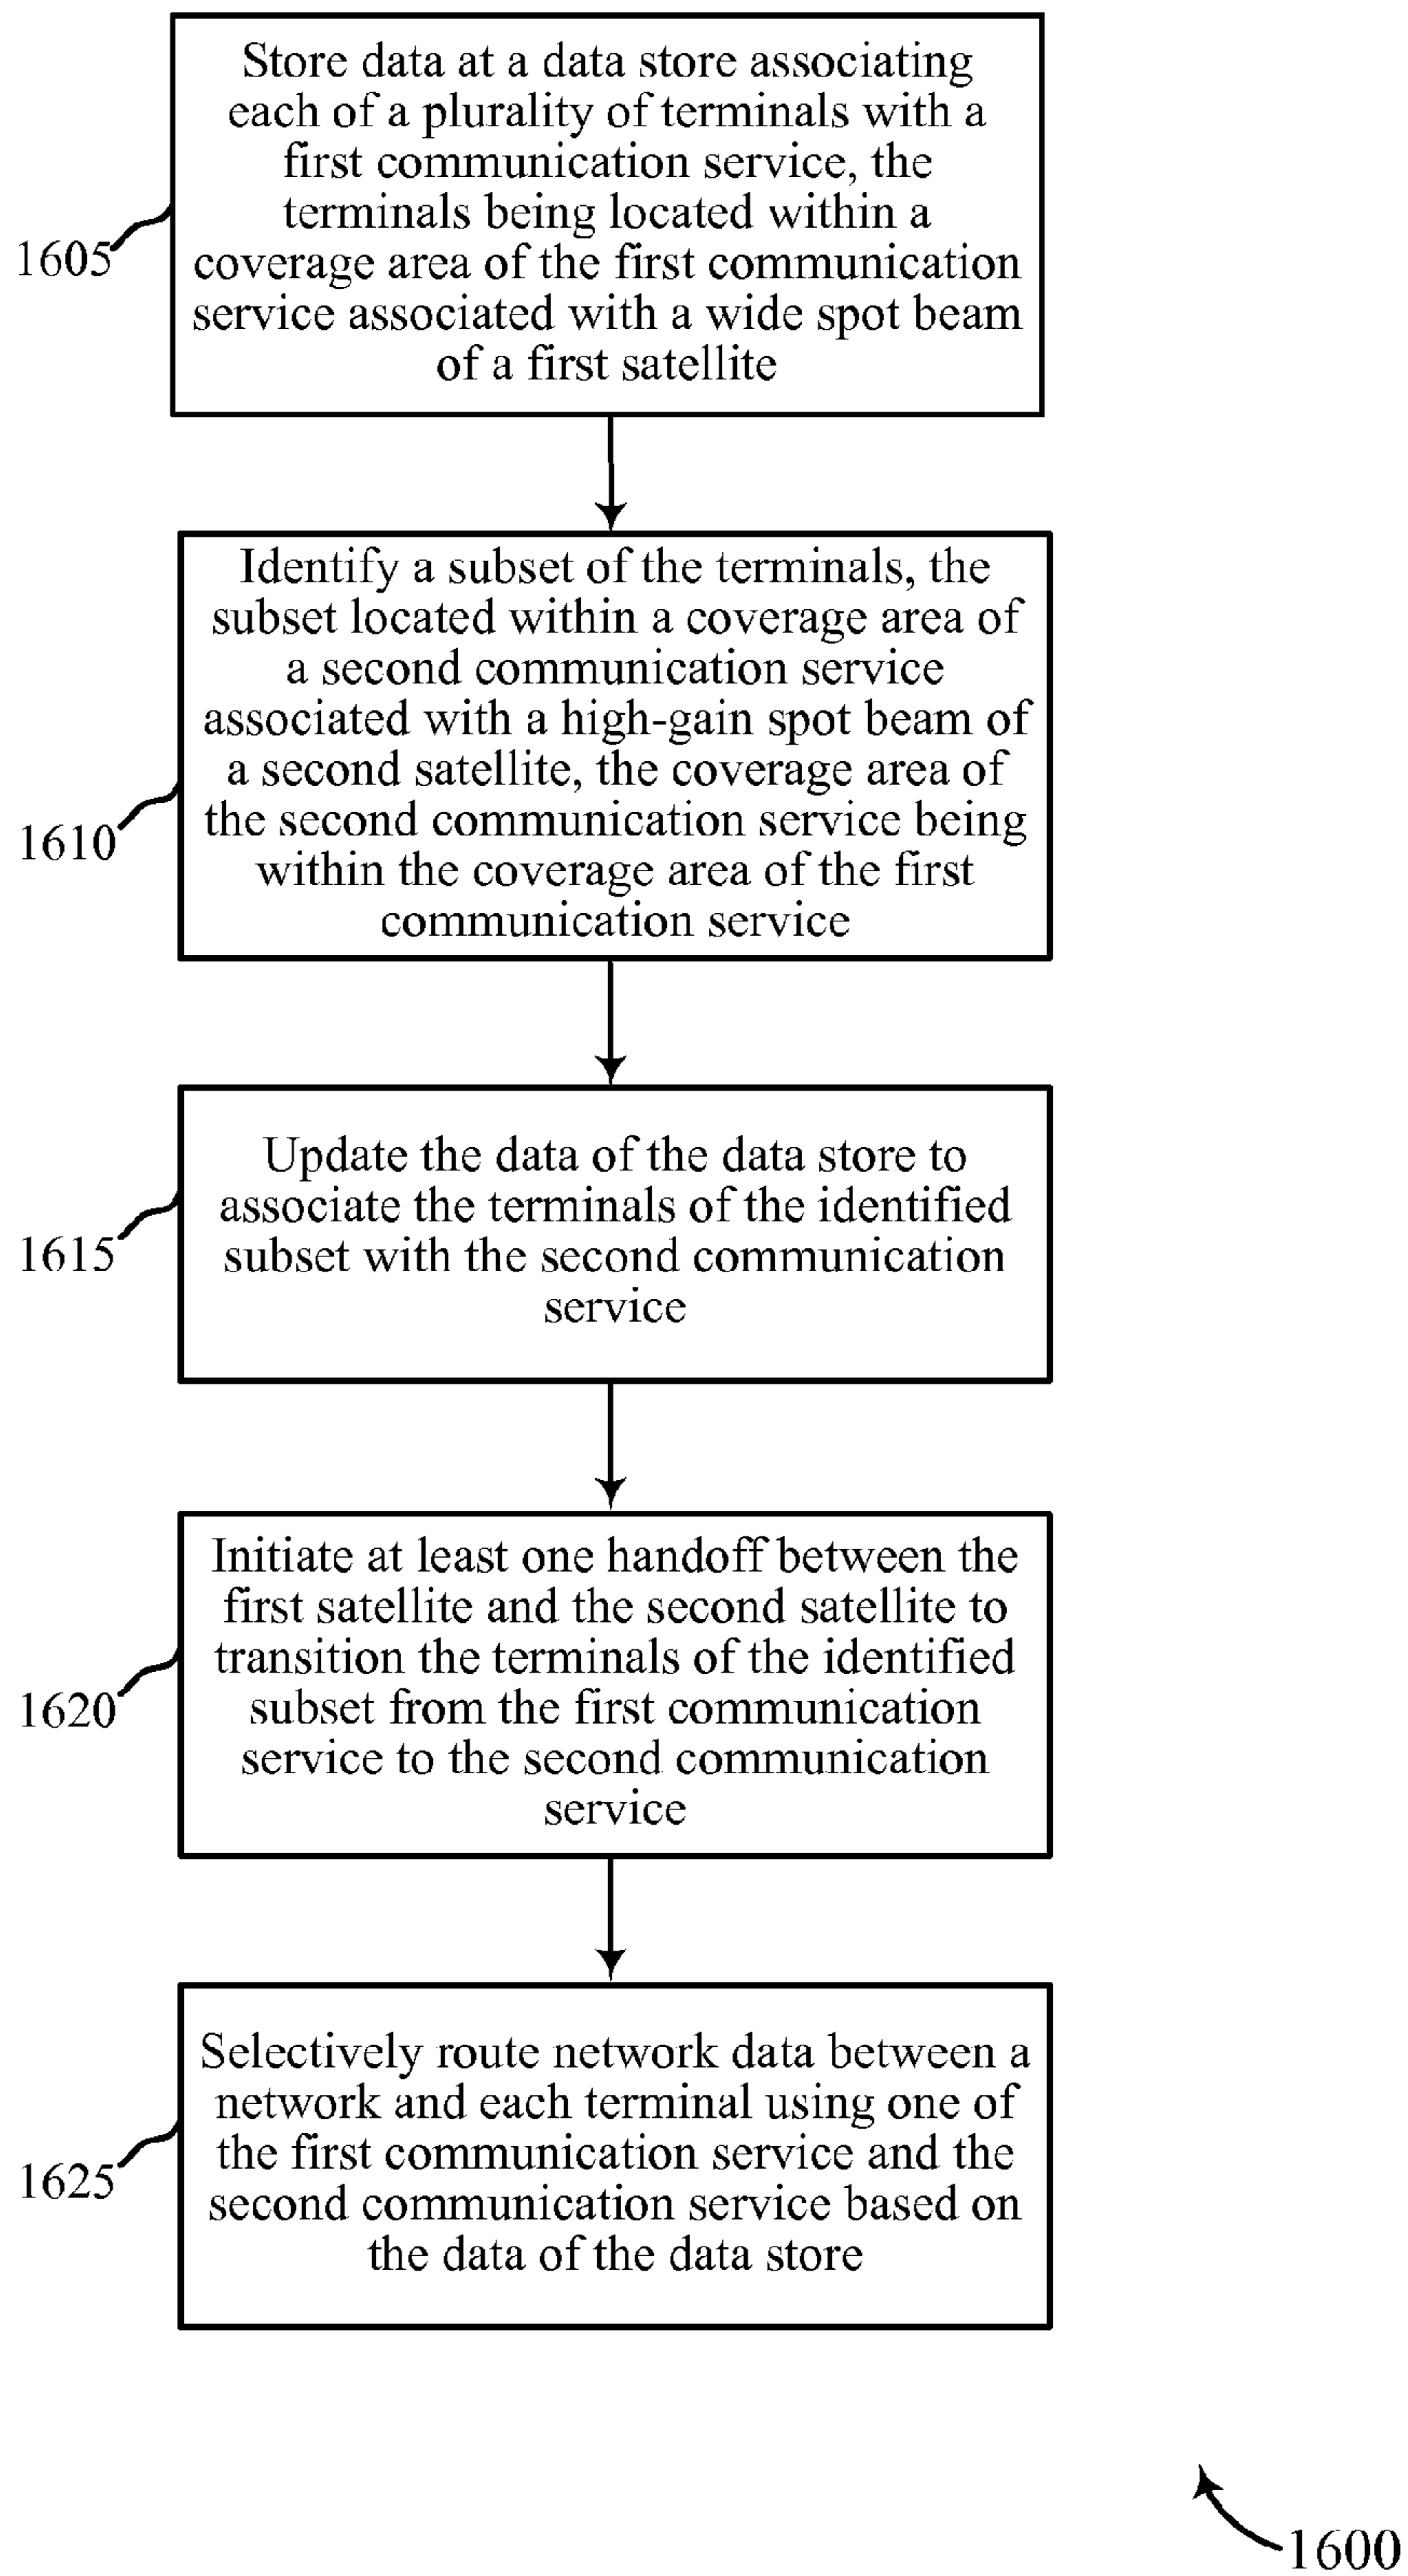 Store data at a data store associating
each of a plurality of terminals with a
first communication service, the
terminals being located within a
coverage area of the first communication
service associated with a wide spot beam
of a first satellite
1605
Identify a subset of the terminals, the
subset located within a coverage area of
a second communication service
associated with a high-gain spot beam of
a second satellite, the coverage area of
the second communication service being
within the coverage area of the first
communication service
1610
Update the data of the data store to
associate the terminals of the identified
subset with the second communication
service
1615
Initiate at least one handoff between the
first satellite and the second satellite to
transition the terminals of the identified
subset from the first communication
service to the second communication
service
1620
Selectively route network data between a
network and each terminal using one of
the first communication service and the
second communication service based on
the data of the data store
1625
1600